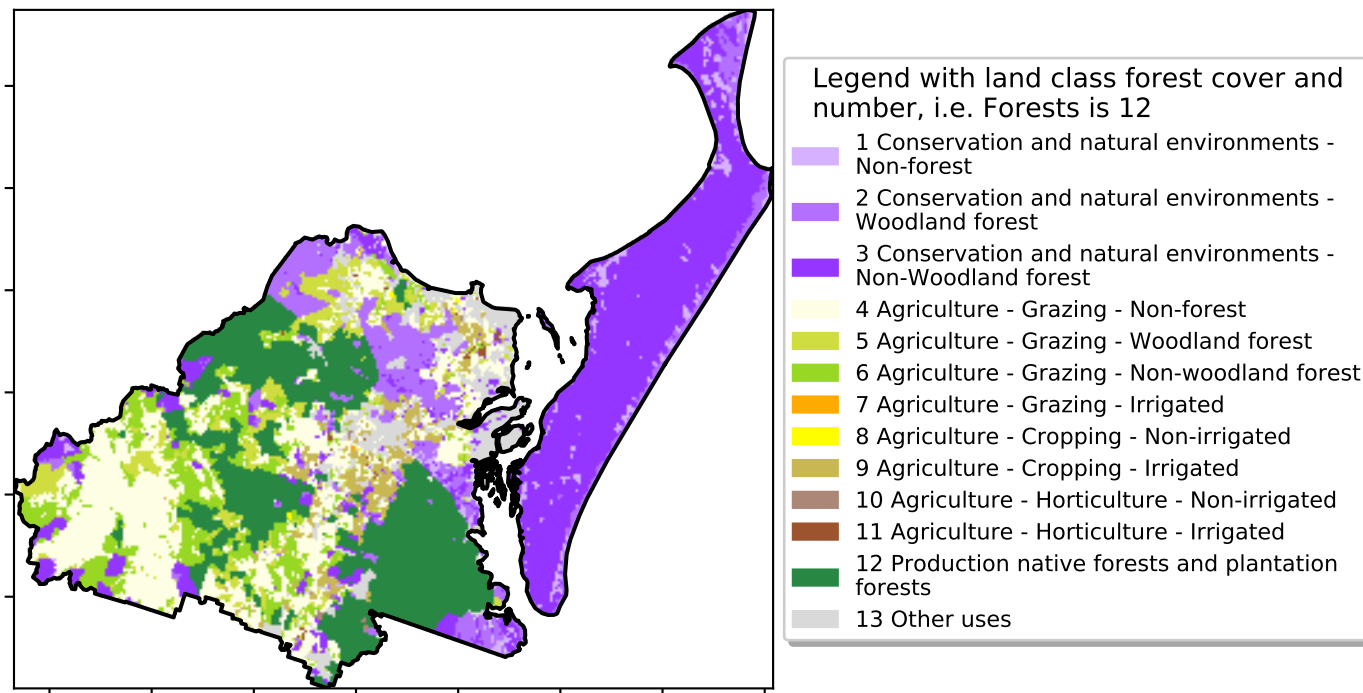 Legend with land class forest cover and
number, i.e. Forests is 12
1 Conservation and natural environments -
Non-forest
2 Conservation and natural environments -
Woodland forest
3 Conservation and natural environments -
Non-Woodland forest
4 Agriculture - Grazing - Non-forest
5 Agriculture - Grazing - Woodland forest
6 Agriculture - Grazing - Non-woodland forest
7 Agriculture - Grazing - Irrigated
8 Agriculture - Cropping - Non-irrigated
9 Agriculture - Cropping - Irrigated
10 Agriculture - Horticulture - Non-irrigated
11 Agriculture - Horticulture - Irrigated
12 Production native forests and plantation
forests
13 Other uses